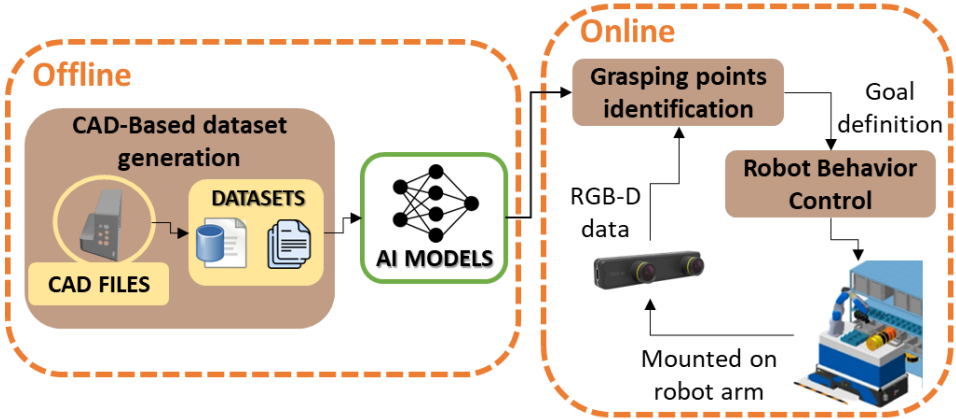 Offline
CAD-Based dataset
generation
CAD FILES
DATASETS
AI MODELS
Online
Grasping points
identification
Goal
definition
Robot Behavior
Control
RGB-D
data
Mounted on
robot arm